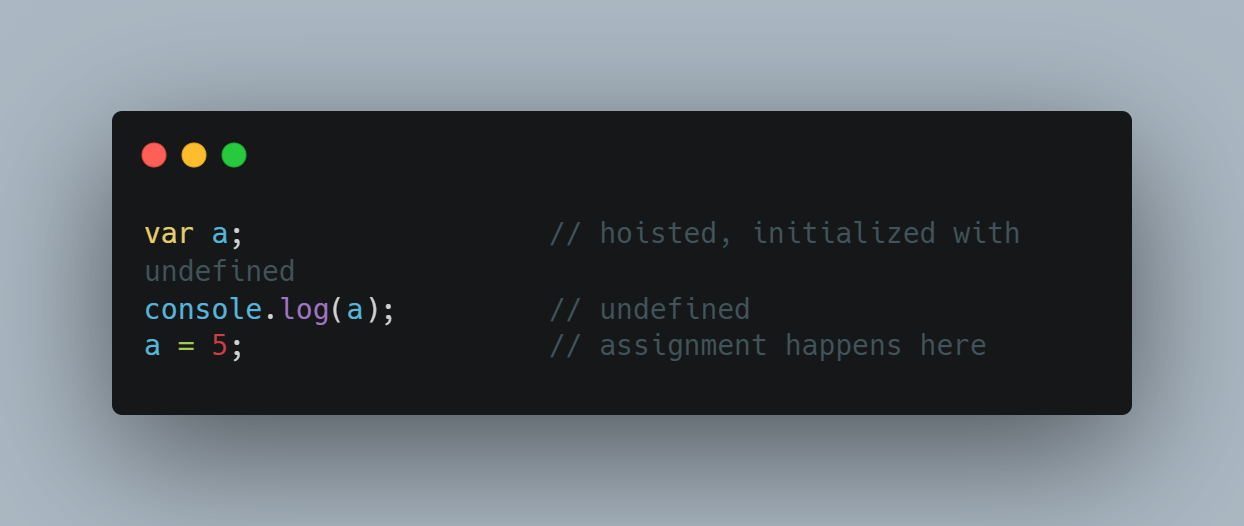 var a;                  // hoisted, initialized with
undefined
console.log(a);         // undefined
a = 5;                  // assignment happens here